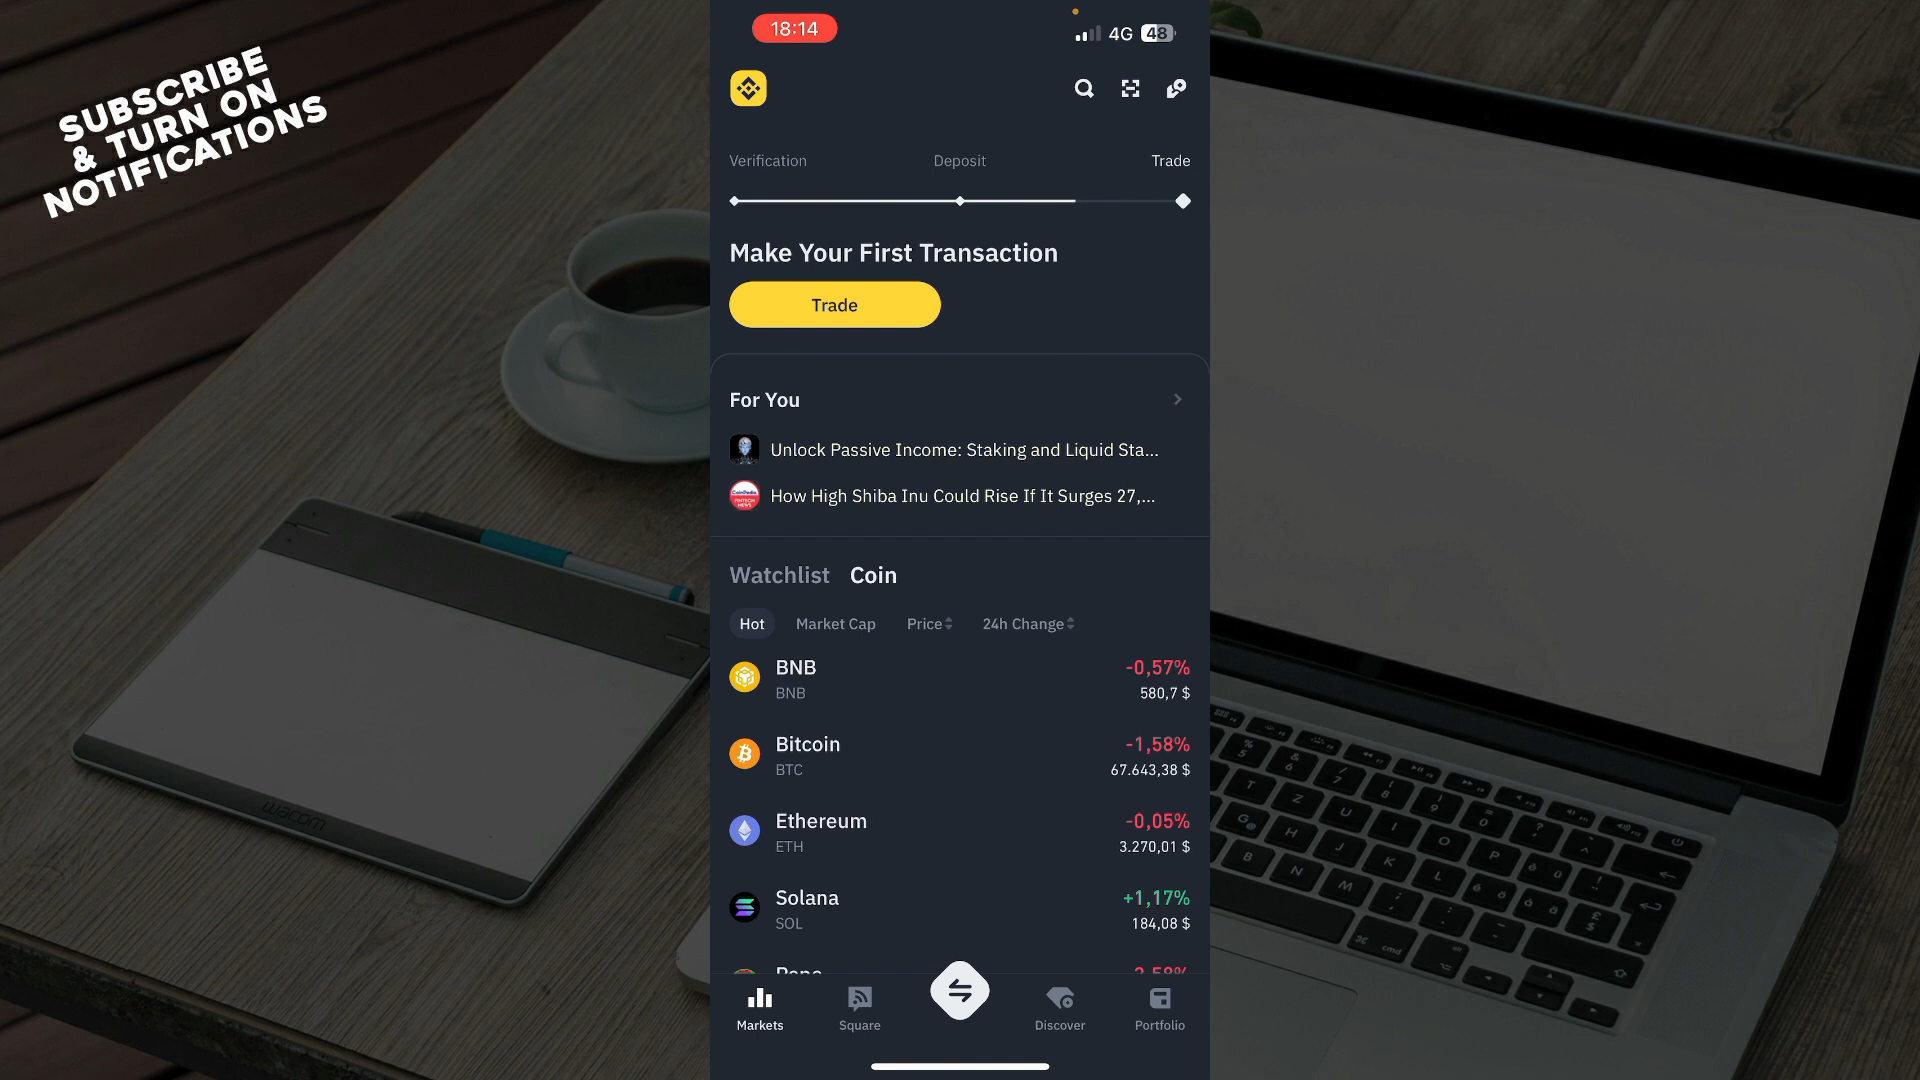 SUBSCRIBE
& TURN ON
NOTIFICATIONS
18:14
4G 48
Verification Deposit Trade
Make Your First Transaction
Trade
For You
Unlock Passive Income: Staking and Liquid Sta...
How High Shiba Inu Could Rise If It Surges 27,...
Watchlist Coin
Hot Market Cap Price 24h Change
BNB -0,57%
BNB 580,7 $
Bitcoin -1,58%
BTC 67.643,38 $
Ethereum -0,05%
ETH 3.270,01 $
Solana +1,17%
SOL 184,08 $
Markets Square Discover Portfolio
wacom